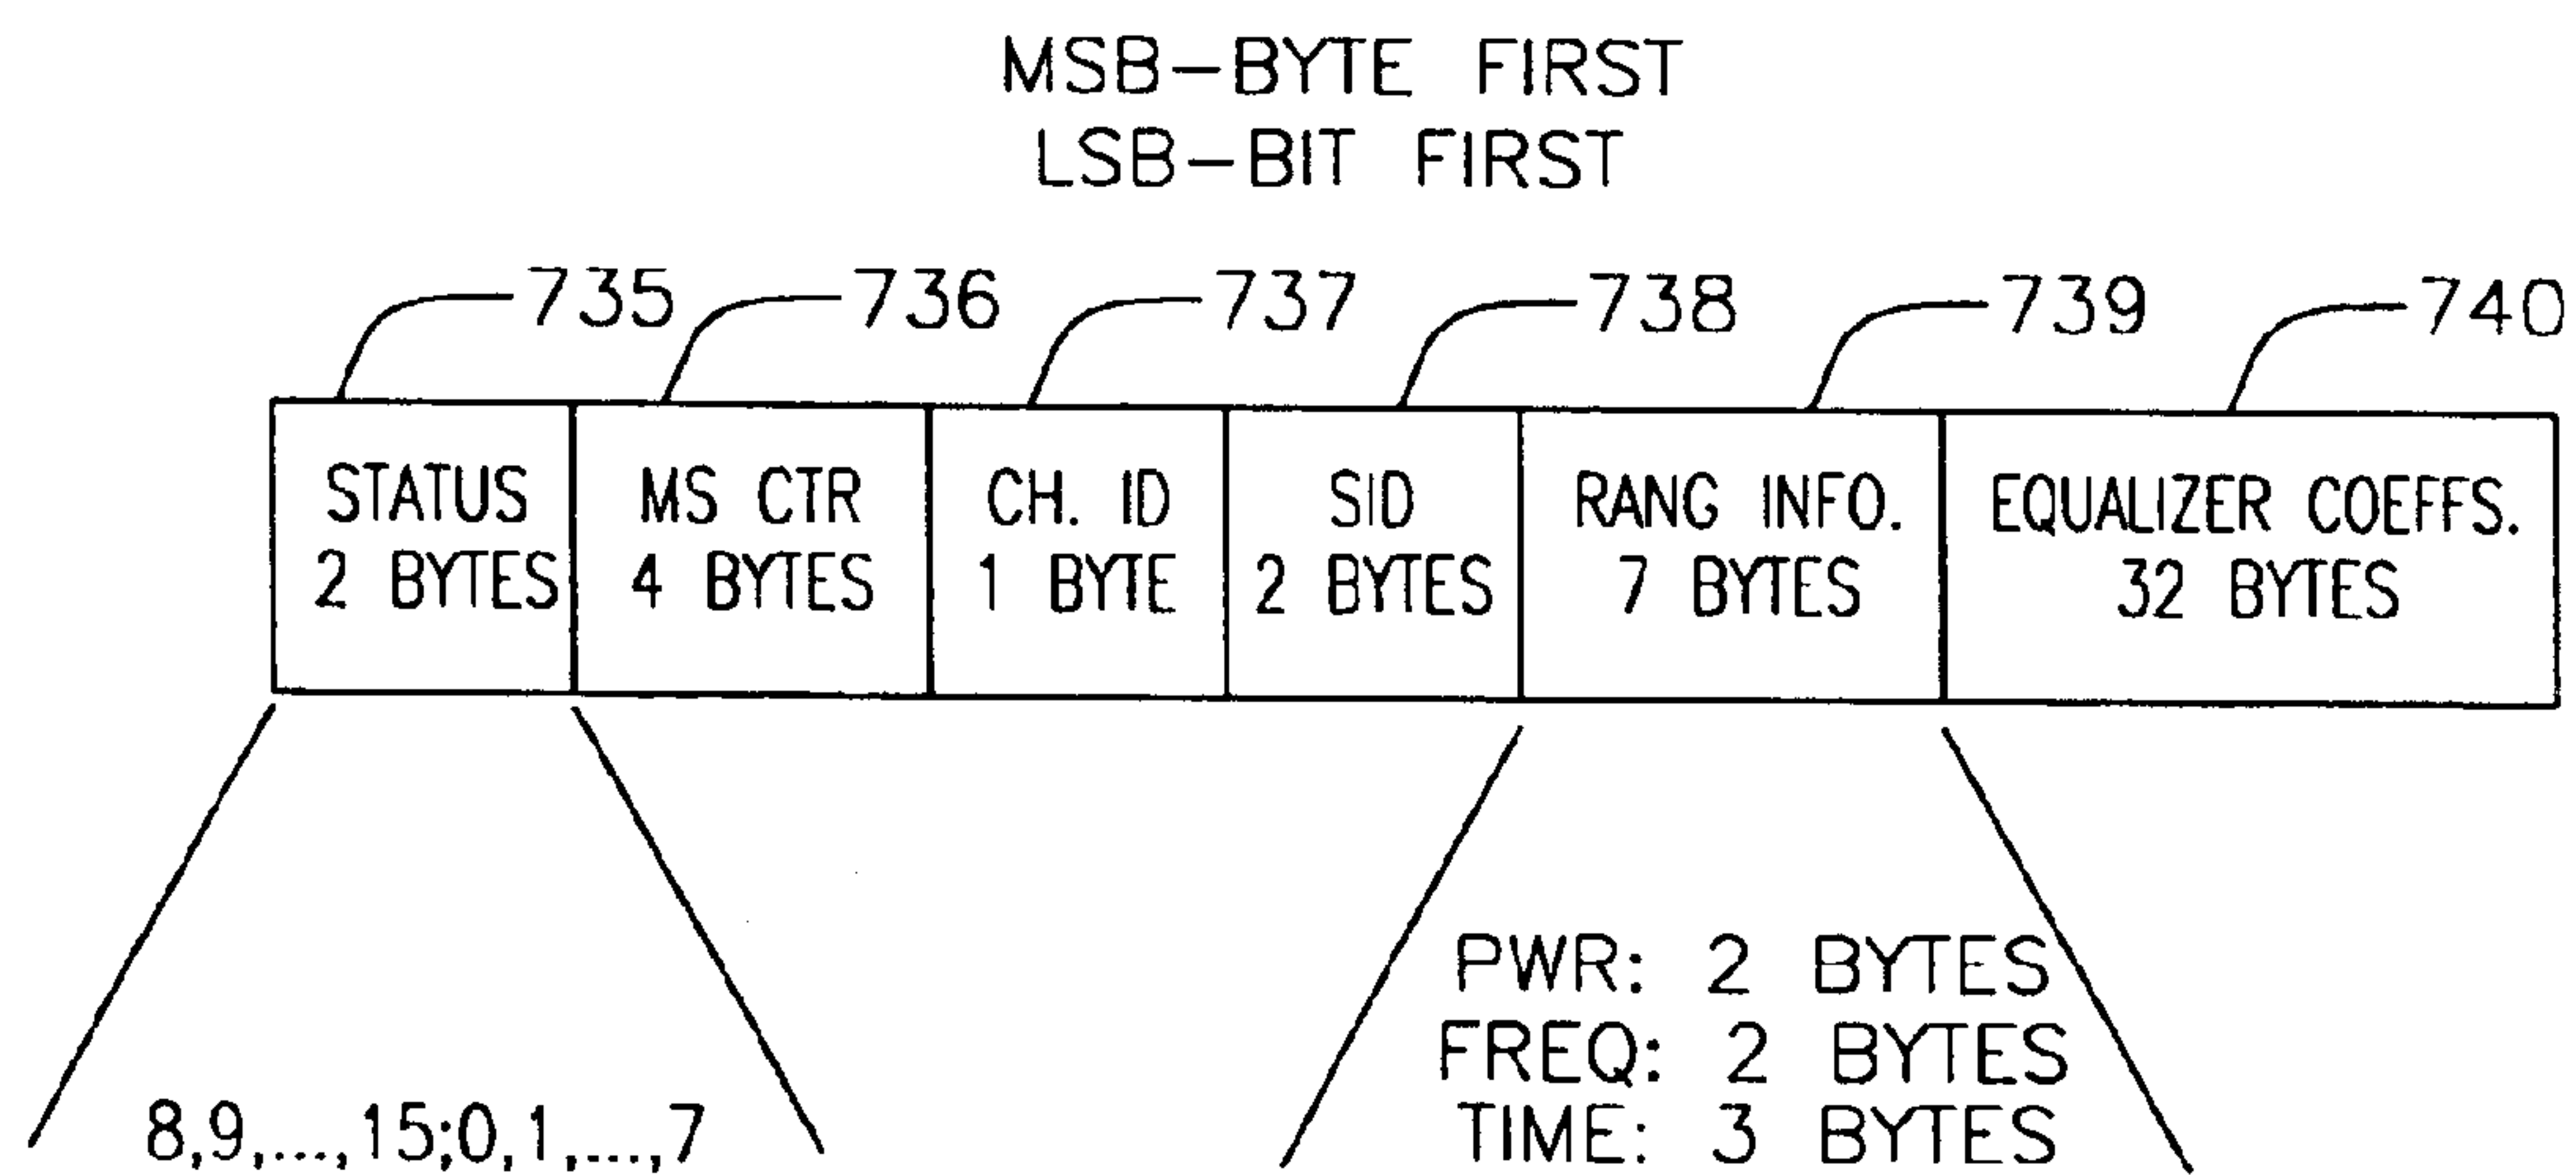 MSB-BYTE FIRST
LSB-BIT FIRST
735 736 737 738 739 740
STATUS MS CTR CH. ID SID RANG INFO. EQUALIZER COEFFS.
2 BYTES 4 BYTES 1 BYTE 2 BYTES 7 BYTES 32 BYTES
PWR: 2 BYTES
FREQ: 2 BYTES
8,9,...,15;0,1,...,7 TIME: 3 BYTES